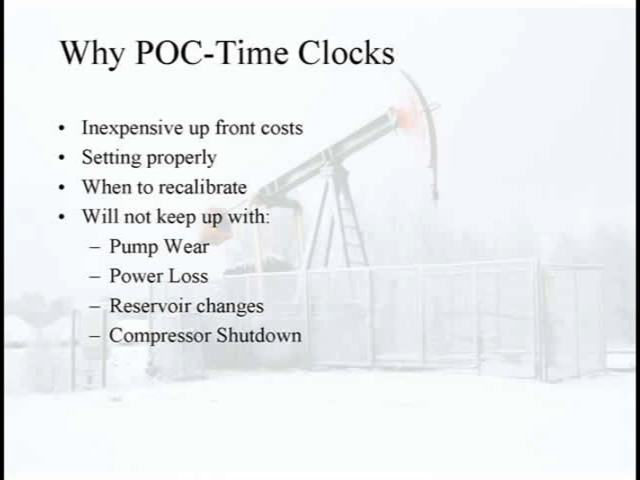 Why POC-Time Clocks
• Inexpensive up front costs
• Setting properly
• When to recalibrate
• Will not keep up with:
– Pump Wear
– Power Loss
– Reservoir changes
– Compressor Shutdown